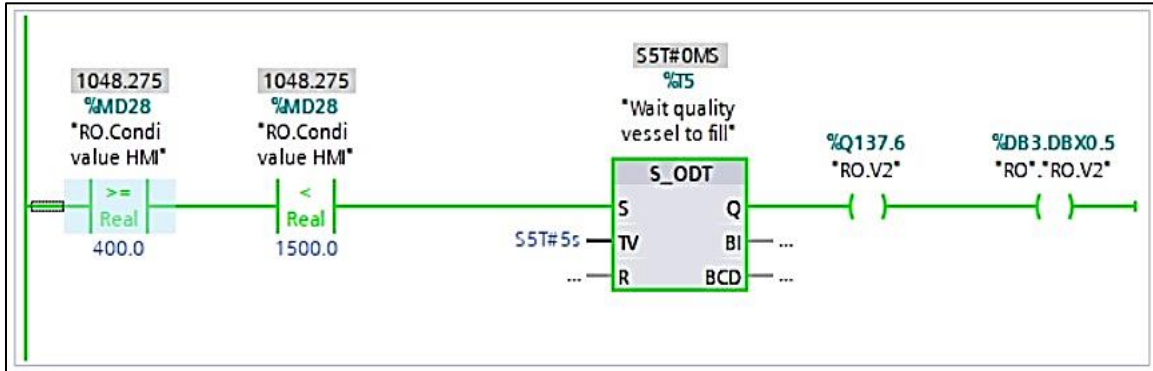 1048.275
%MD28
"RO.Condi
value HMI"
>=
Real
400.0
1048.275
%MD28
"RO.Condi
value HMI"
<
Real
1500.0
S5T#0MS
%T5
"Wait quality
vessel to fill"
S_ODT
S Q
S5T#5s TV BI ...
... R BCD ...
%Q137.6
"RO.V2"
( )
%DB3.DBX0.5
"RO"."RO.V2"
( )